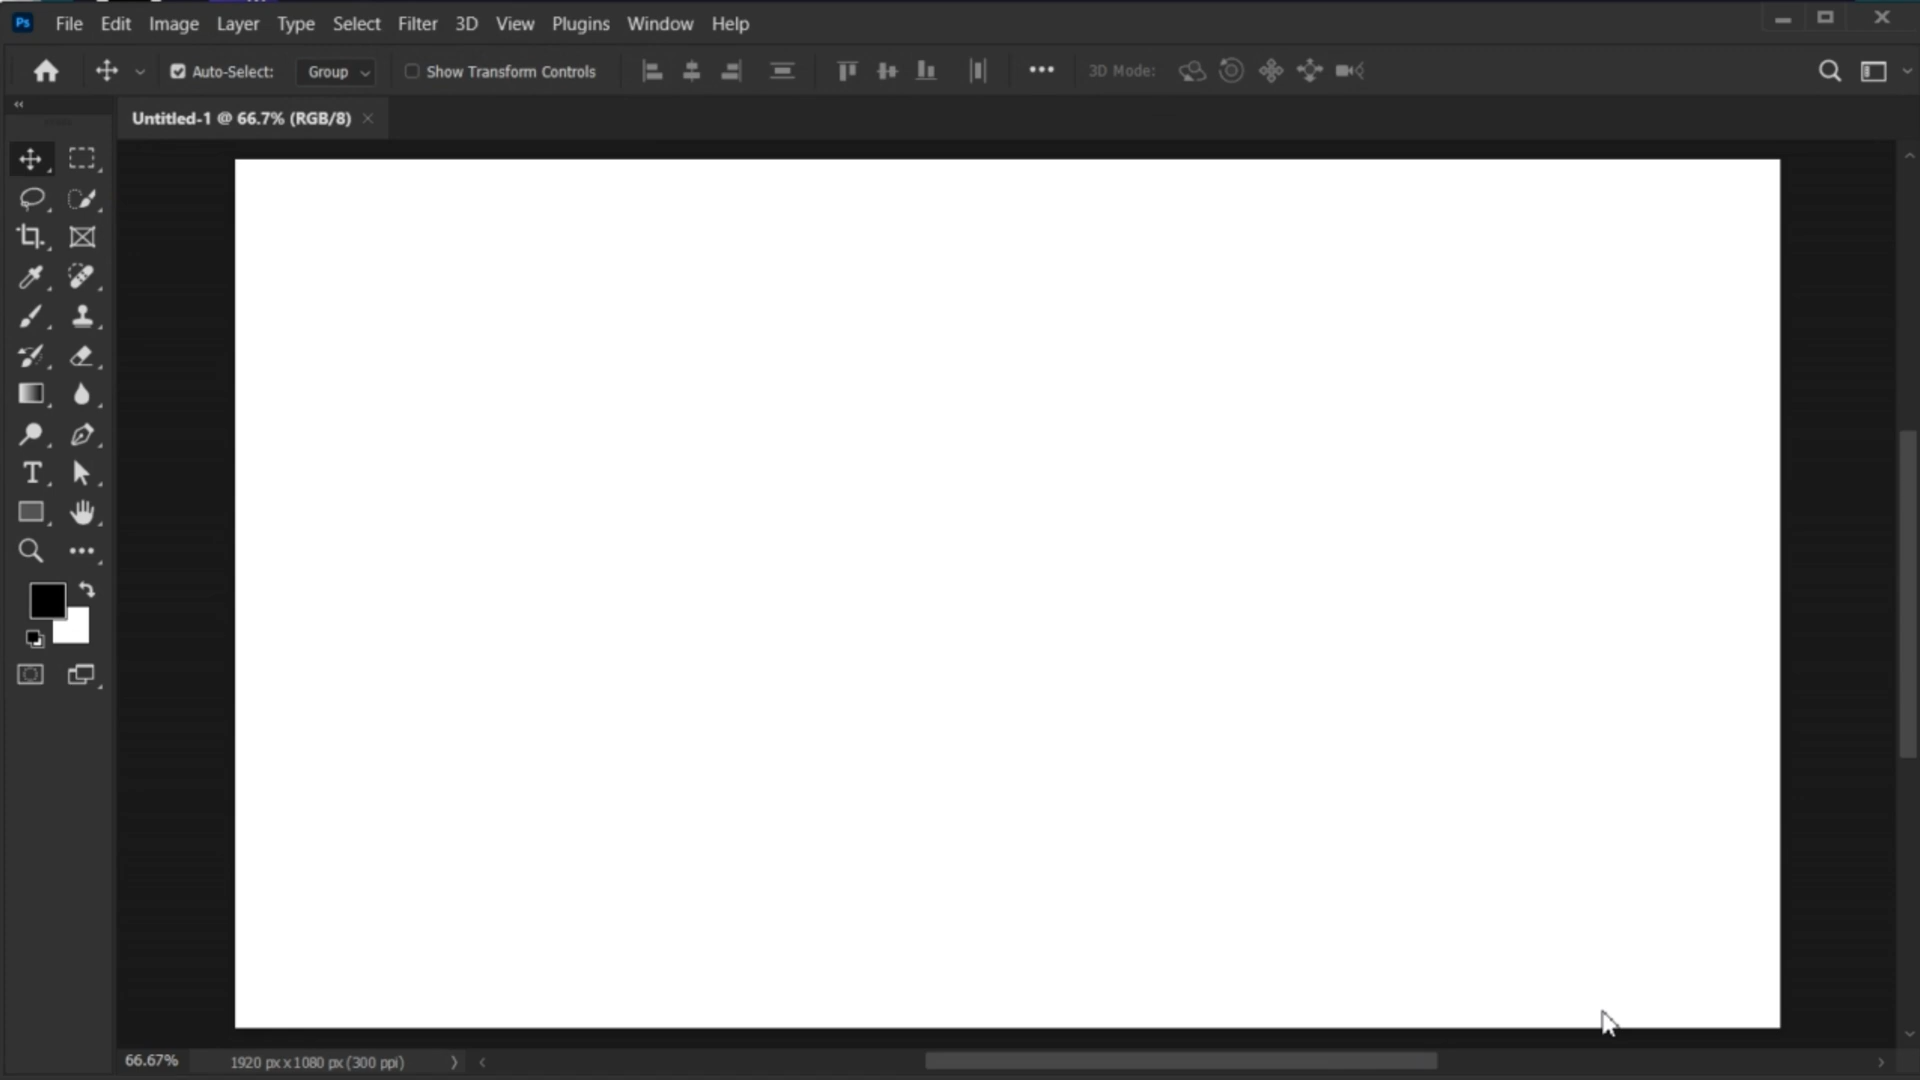 Ps File Edit Image Layer Type Select Filter 3D View Plugins Window Help
Auto-Select: Group Show Transform Controls 3D Mode:
Untitled-1 @ 66.7% (RGB/8)
66.67% 1920 px x 1080 px (300 ppi)